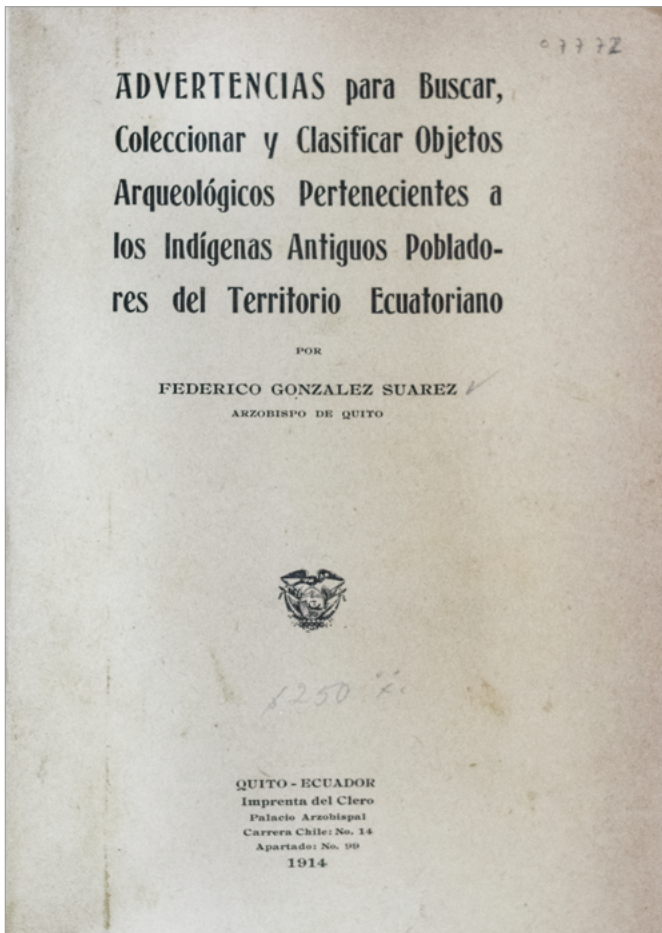 07772
ADVERTENCIAS para Buscar,
Coleccionar y Clasificar Objetos
Arqueológicos Pertenecientes a
los Indígenas Antiguos Poblado-
res del Territorio Ecuatoriano
POR
FEDERICO GONZALEZ SUAREZ
ARZOBISPO DE QUITO
250
QUITO - ECUADOR
Imprenta del Clero
Palacio Arzobispal
Carrera Chile: No. 14
Apartado: No. 99
1914